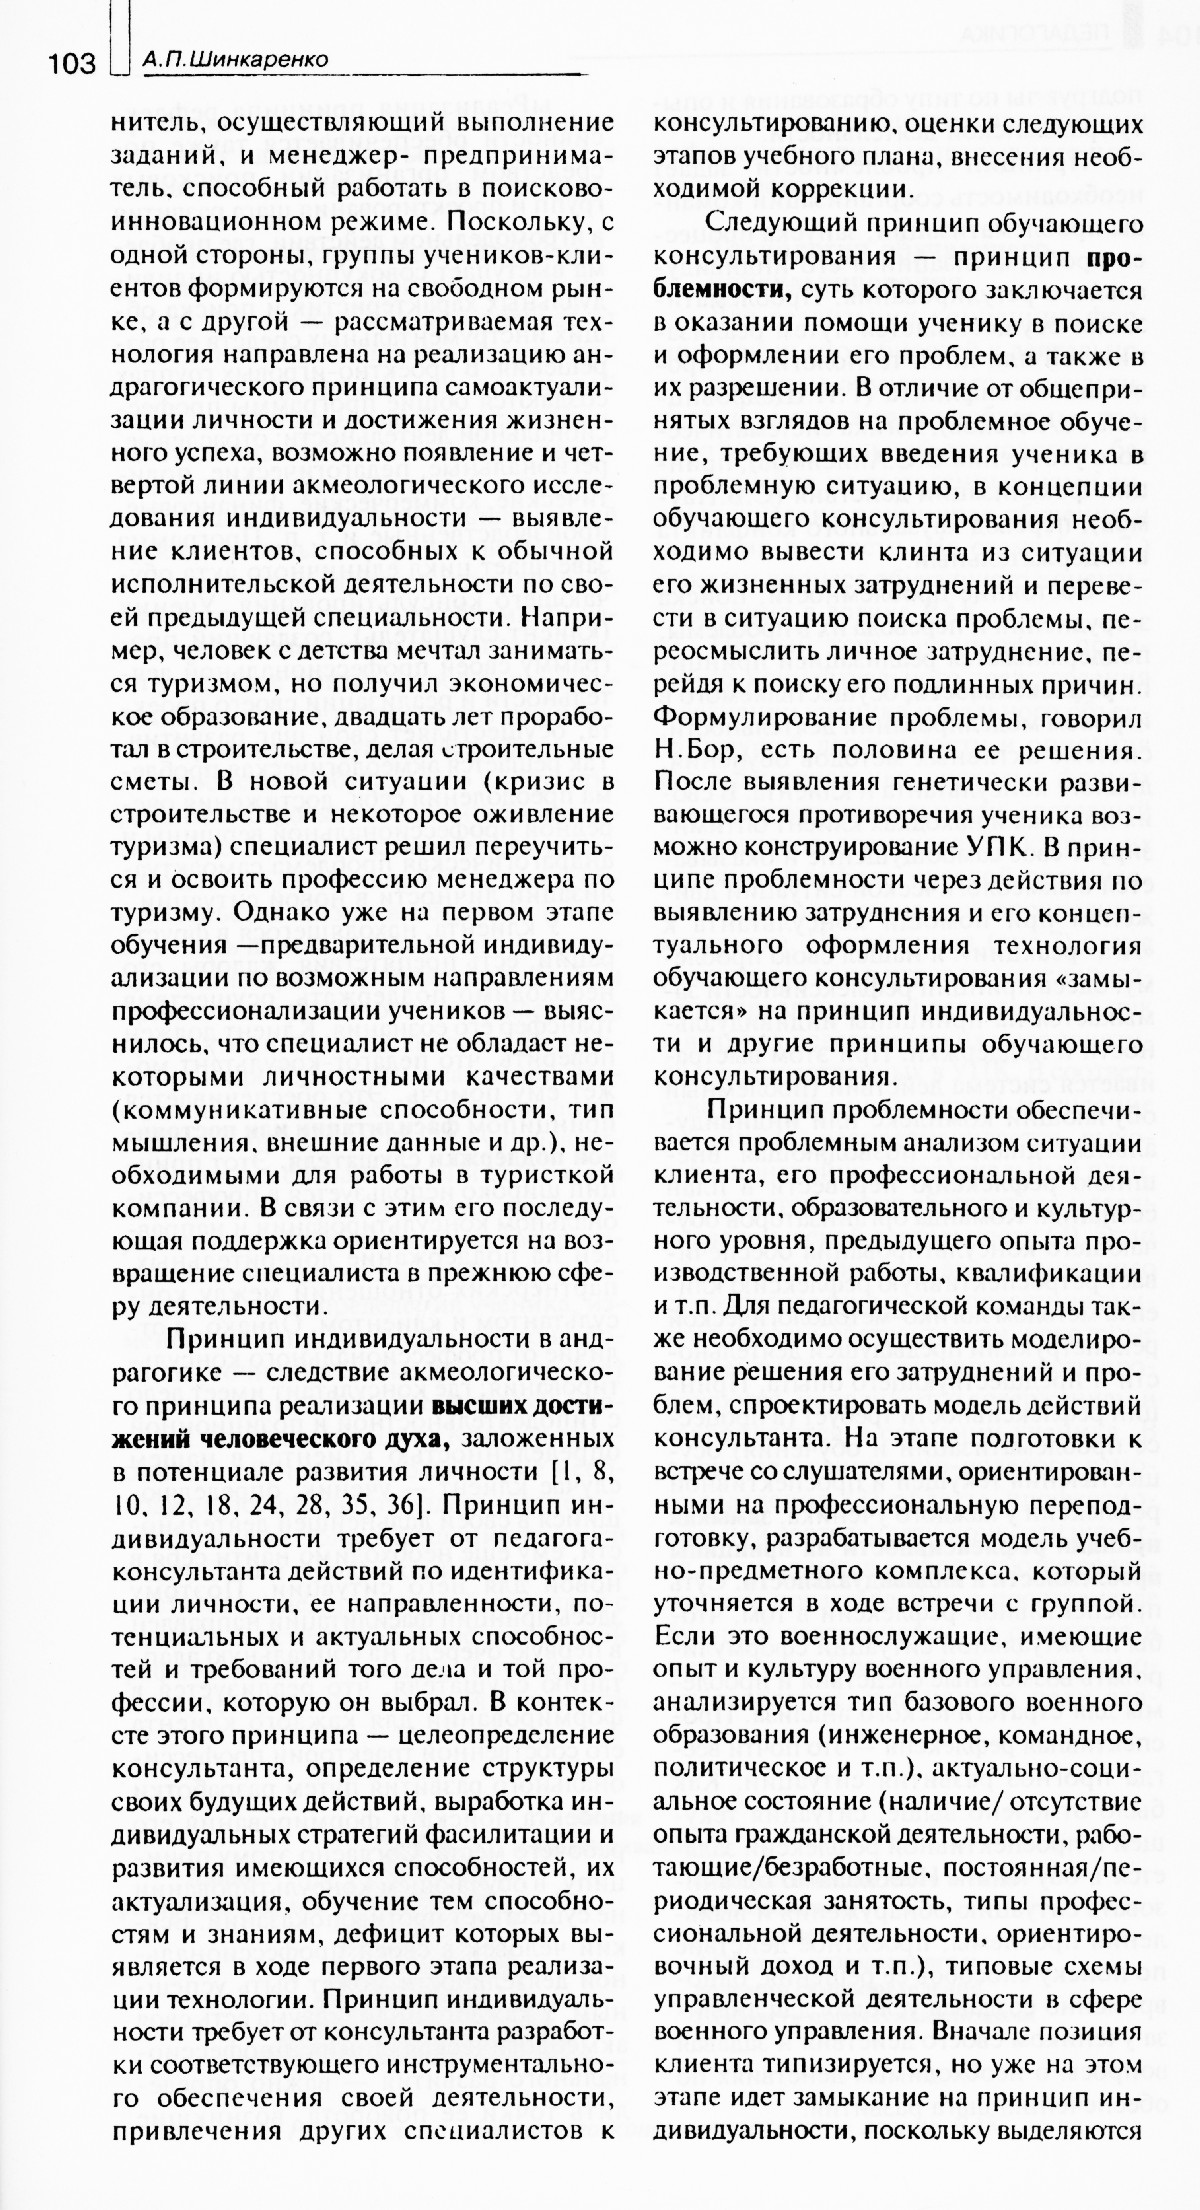 103
А.П.Шинкаренко
нитель, осуществляющий выполнение
заданий, и менеджер- предпринима-
тель, способный работать в поисково-
инновационном режиме. Поскольку, с
одной стороны, группы учеников-кли-
ентов формируются на свободном рын-
ке, а с другой — рассматриваемая тех-
нология направлена на реализацию ан-
драгогического принципа самоактуали-
зации личности и достижения жизнен-
ного успеха, возможно появление и чет-
вертой линии акмеологического иссле-
дования индивидуальности — выявле-
ние клиентов, способных к обычной
исполнительской деятельности по сво-
ей предыдущей специальности. Напри-
мер, человек с детства мечтал занимать-
ся туризмом, но получил экономичес-
кое образование, двадцать лет прорабо-
тал в строительстве, делая строительные
сметы. В новой ситуации (кризис в
строительстве и некоторое оживление
туризма) специалист решил переучить-
ся и освоить профессию менеджера по
туризму. Однако уже на первом этапе
обучения —предварительной индивиду-
ализации по возможным направлениям
профессионализации учеников — выяс-
нилось, что специалист не обладает не-
которыми личностными качествами
(коммуникативные способности, тип
мышления, внешние данные и др.), не-
обходимыми для работы в туристкой
компании. В связи с этим его последу-
ющая поддержка ориентируется на воз-
вращение специалиста в прежнюю сфе-
ру деятельности.
Принцип индивидуальности в анд-
рагогике — следствие акмеологическо-
го принципа реализации высших дости-
жений человеческого духа, заложенных
в потенциале развития личности [1, 8,
10, 12, 18, 24, 28, 35, 36]. Принцип ин-
дивидуальности требует от педагога-
консультанта действий по идентифика-
ции личности, ее направленности, по-
тенциальных и актуальных способнос-
тей и требований того дела и той про-
фессии, которую он выбрал. В контек-
сте этого принципа — целеопределение
консультанта, определение структуры
своих будущих действий, выработка ин-
дивидуальных стратегий фасилитации и
развития имеющихся способностей, их
актуализация, обучение тем способно-
стям и знаниям, дефицит которых вы-
является в ходе первого этапа реализа-
ции технологии. Принцип индивидуаль-
ности требует от консультанта разработ-
ки соответствующего инструментально-
го обеспечения своей деятельности,
привлечения других специалистов к
консультированию, оценки следующих
этапов учебного плана, внесения необ-
ходимой коррекции.
Следующий принцип обучающего
консультирования — принцип про-
блемности, суть которого заключается
в оказании помощи ученику в поиске
и оформлении его проблем, а также в
их разрешении. В отличие от общепри-
нятых взглядов на проблемное обуче-
ние, требующих введения ученика в
проблемную ситуацию, в концепции
обучающего консультирования необ-
ходимо вывести клинта из ситуации
его жизненных затруднений и переве-
сти в ситуацию поиска проблемы, пе-
реосмыслить личное затруднение, пе-
рейдя к поиску его подлинных причин.
Формулирование проблемы, говорил
Н.Бор, есть половина ее решения.
После выявления генетически разви-
вающегося противоречия ученика воз-
можно конструирование УПК. В прин-
ципе проблемности через действия по
выявлению затруднения и его концеп-
туального оформления технология
обучающего консультирования «замы-
кается» на принцип индивидуальнос-
ти и другие принципы обучающего
консультирования.
Принцип проблемности обеспечи-
вается проблемным анализом ситуации
клиента, его профессиональной дея-
тельности, образовательного и культур-
ного уровня, предыдущего опыта про-
изводственной работы, квалификации
и т.п. Для педагогической команды так-
же необходимо осуществить моделиро-
вание решения его затруднений и про-
блем, спроектировать модель действий
консультанта. На этапе подготовки к
встрече со слушателями, ориентирован-
ными на профессиональную перепод-
готовку, разрабатывается модель учеб-
но-предметного комплекса, который
уточняется в ходе встречи с группой.
Если это военнослужащие, имеющие
опыт и культуру военного управления,
анализируется тип базового военного
образования (инженерное, командное,
политическое и т.п.), актуально-соци-
альное состояние (наличие/ отсутствие
опыта гражданской деятельности, рабо-
тающие/безработные, постоянная/пе-
риодическая занятость, типы профес-
сиональной деятельности, ориентиро-
вочный доход и т.п.), типовые схемы
управленческой деятельности в сфере
военного управления. Вначале позиция
клиента типизируется, но уже на этом
этапе идет замыкание на принцип ин-
дивидуальности, поскольку выделяются